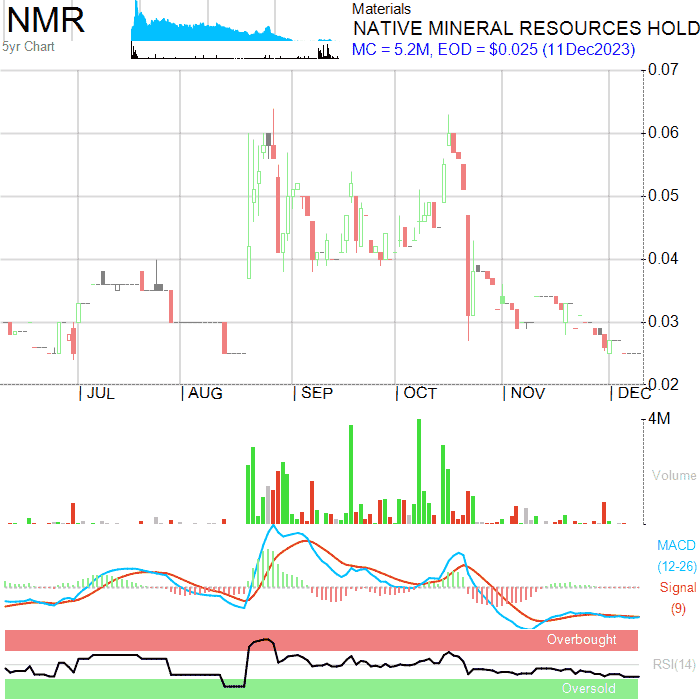 NMR
5yr Chart
Materials
NATIVE MINERAL RESOURCES HOLD
MC = 5.2M, EOD = $0.025 (11Dec2023)
0.07
0.06
0.05
0.04
0.03
0.02
JUL AUG SEP OCT NOV DEC
4M
Volume
MACD
(12-26)
Signal
(9)
Overbought
RSI(14)
Oversold